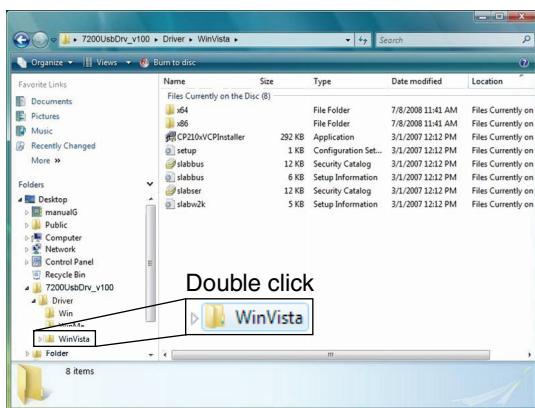 7200UsbDrv_v100 ▸ Driver ▸ WinVista ▸
Search
Organize Views Burn to disc
Favorite Links
Documents
Pictures
Music
Recently Changed
More »
Folders
Desktop
manualG
Public
Computer
Network
Control Panel
Recycle Bin
7200UsbDrv_v100
Driver
Win
WinVista
Folder
Name Size Type Date modified Location
Files Currently on the Disc (8)
x64 File Folder 7/8/2008 11:41 AM Files Currently on
x86 File Folder 7/8/2008 11:41 AM Files Currently on
CP210xVCPInstaller 292 KB Application 3/1/2007 12:12 PM Files Currently on
setup 1 KB Configuration Set... 3/1/2007 12:12 PM Files Currently on
slabbus 12 KB Security Catalog 3/1/2007 12:12 PM Files Currently on
slabbus 6 KB Setup Information 3/1/2007 12:12 PM Files Currently on
slabser 12 KB Security Catalog 3/1/2007 12:12 PM Files Currently on
slabw2k 5 KB Setup Information 3/1/2007 12:12 PM Files Currently on
Double click
WinVista
8 items